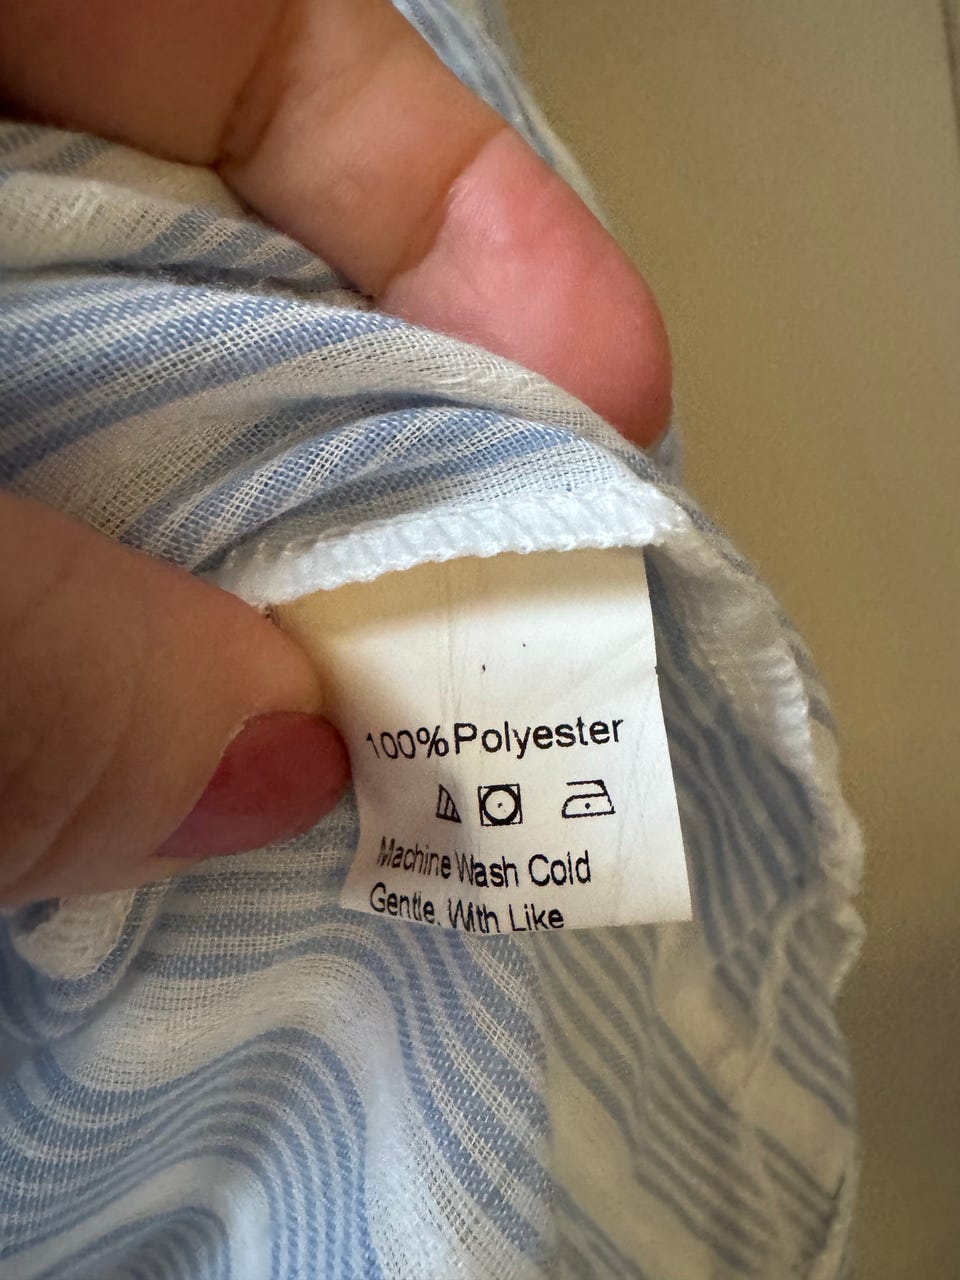 100%Polyester
Machine Wash Cold
Gentle. With Like